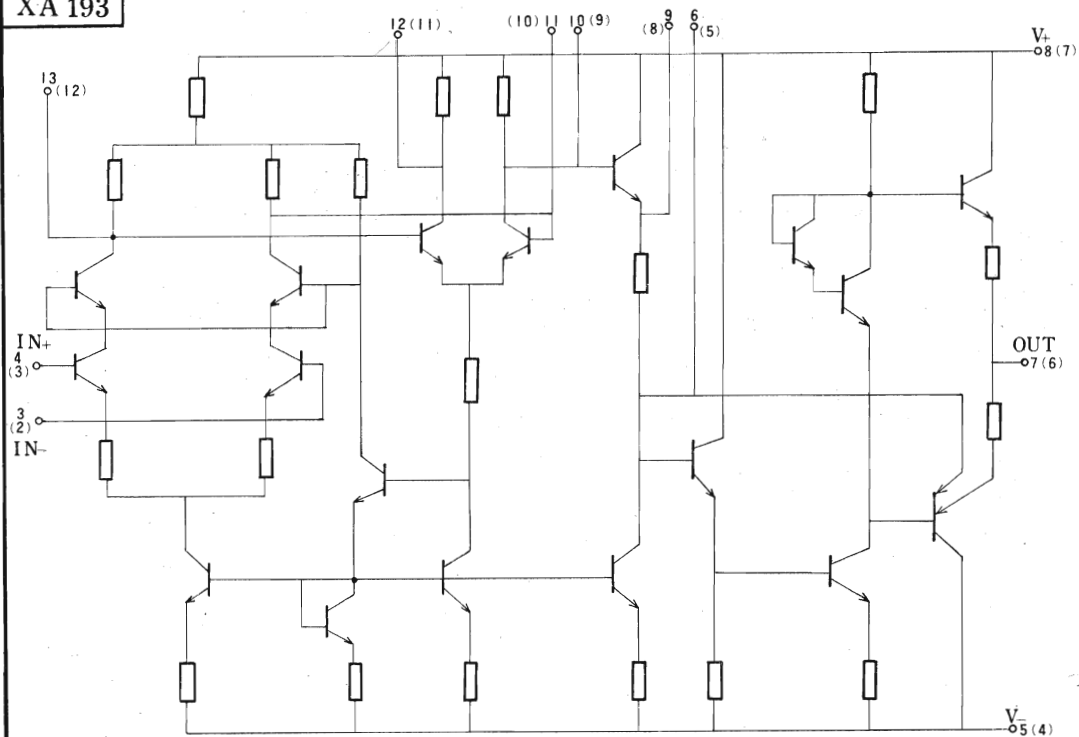 XA 193
12 (11)
(10) 11
10 (9)
9
(8)
6
(5)
V+
8 (7)
13
(12)
IN+
4
(3)
3
(2)
IN-
OUT
7 (6)
V-
5 (4)